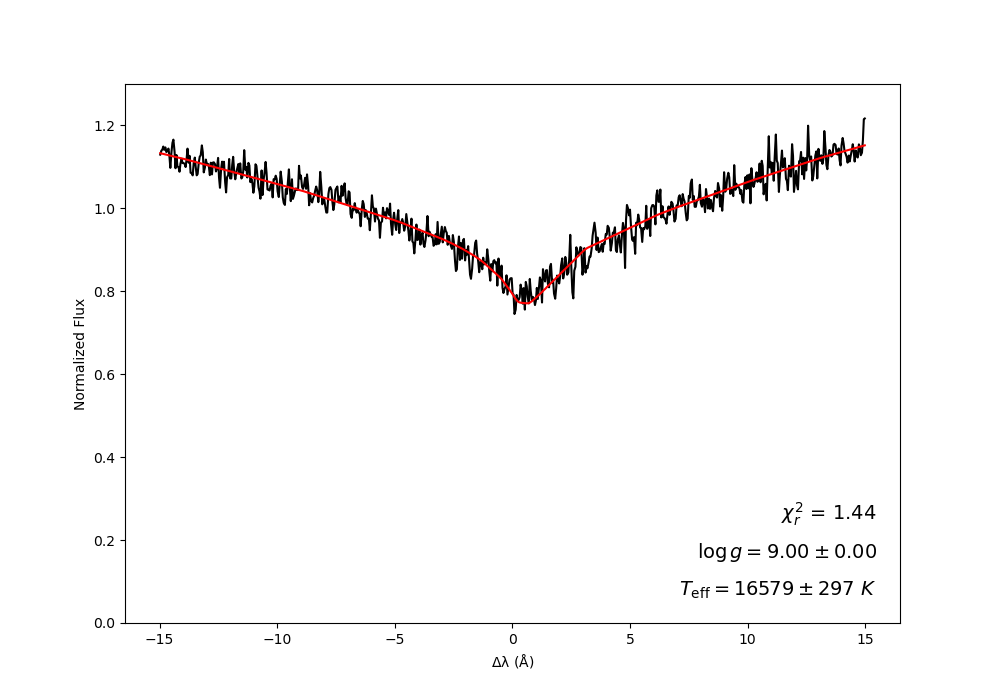 1.2
1.0
0.8
0.6
0.4
0.2
0.0
Normalized Flux
χ²ᵣ = 1.44
log g = 9.00 ± 0.00
T_eff = 16579 ± 297 K
−15 −10 −5 0 5 10 15
Δλ (Å)